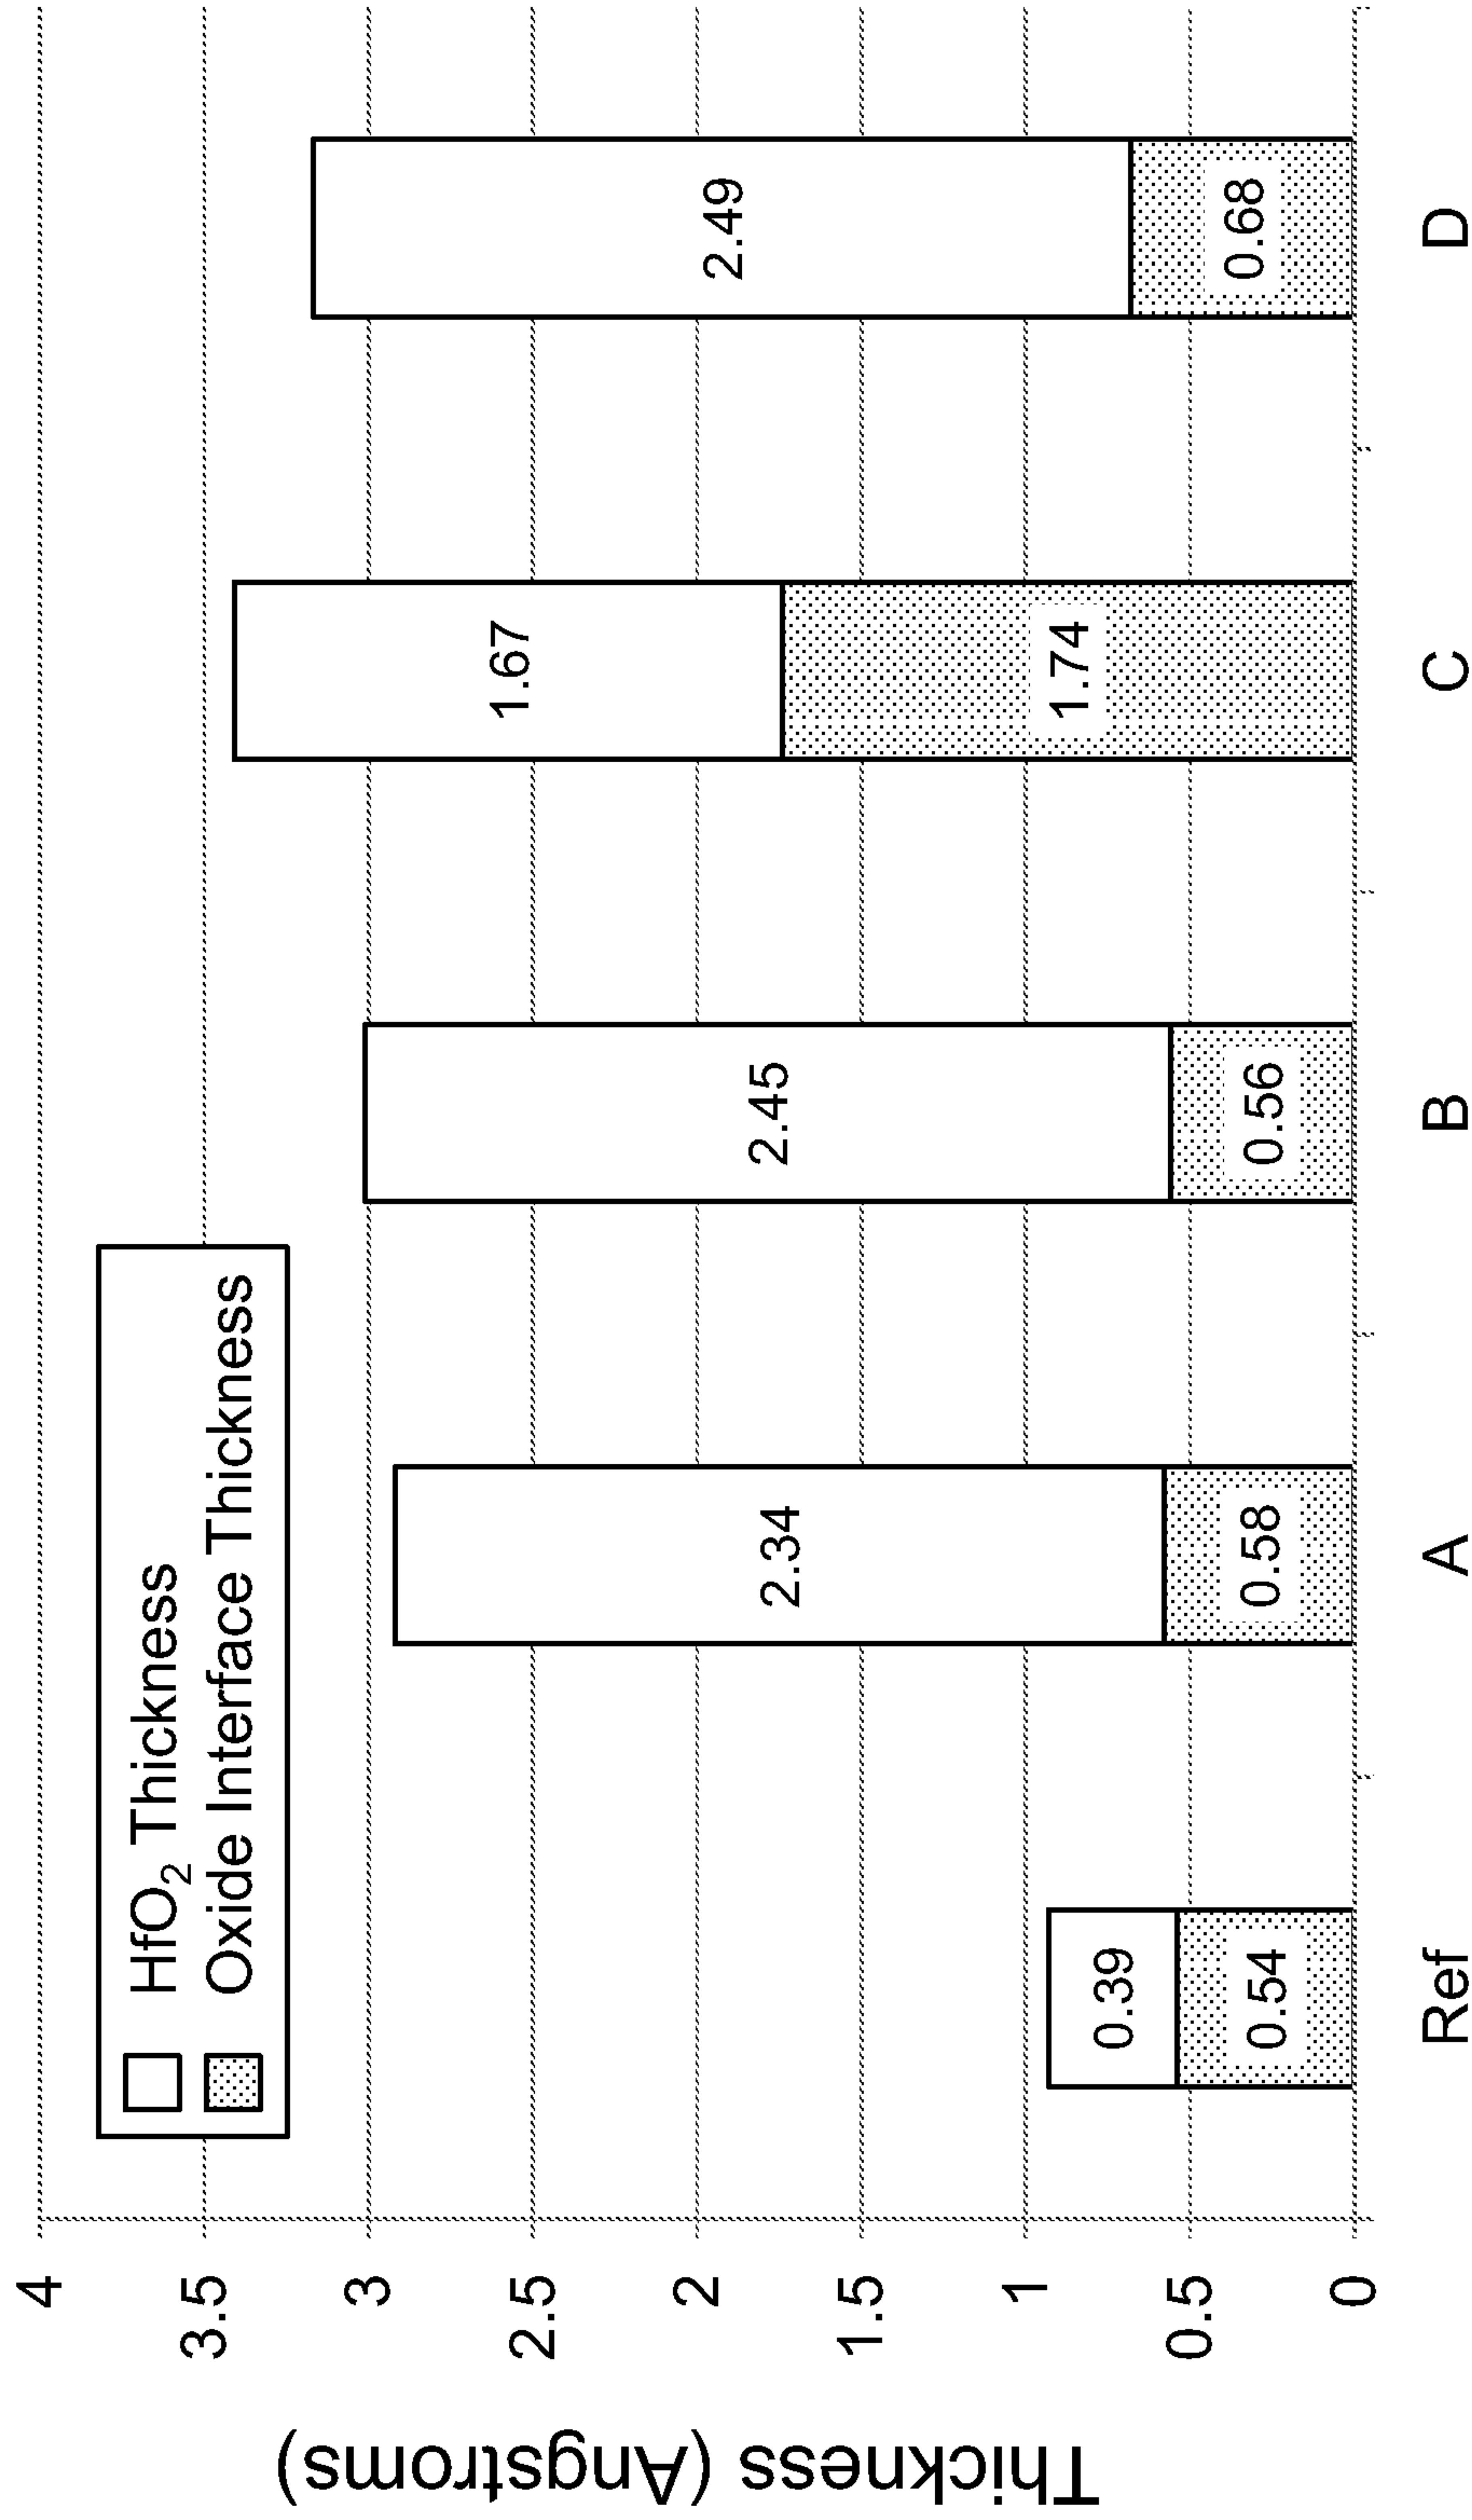 Thickness (Angstroms)
4
3.5
3
2.5
2
1.5
1
0.5
0
HfO₂ Thickness
Oxide Interface Thickness
0.39
0.54
2.34
0.58
2.45
0.56
1.67
1.74
2.49
0.68
Ref
A
B
C
D